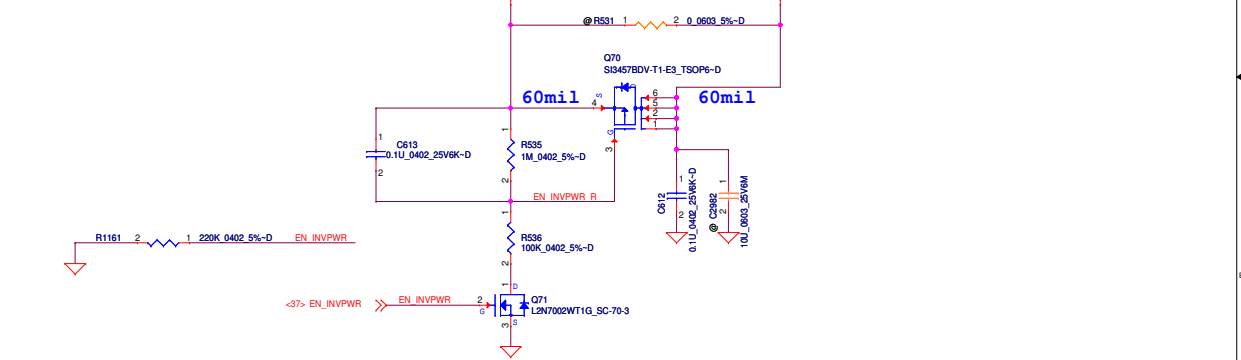 @ R531 1 2 0_0603_5%~D
Q70
SI3457BDV-T1-E3_TSOP6~D
60mil 4 S 6 60mil
5
2
1
G
3
1
C613
0.1U_0402_25V6K~D
2
1
R535
1M_0402_5%~D
2
EN_INVPWR_R
1
C612
2
0.1U_0402_25V6K~D
1
@ C2982
2
10U_0603_25V6M
R1161 2 1 220K_0402_5%~D EN_INVPWR
1
R536
100K_0402_5%~D
2
1 D
<37> EN_INVPWR EN_INVPWR 2 G
Q71
L2N7002WT1G_SC-70-3
3 S